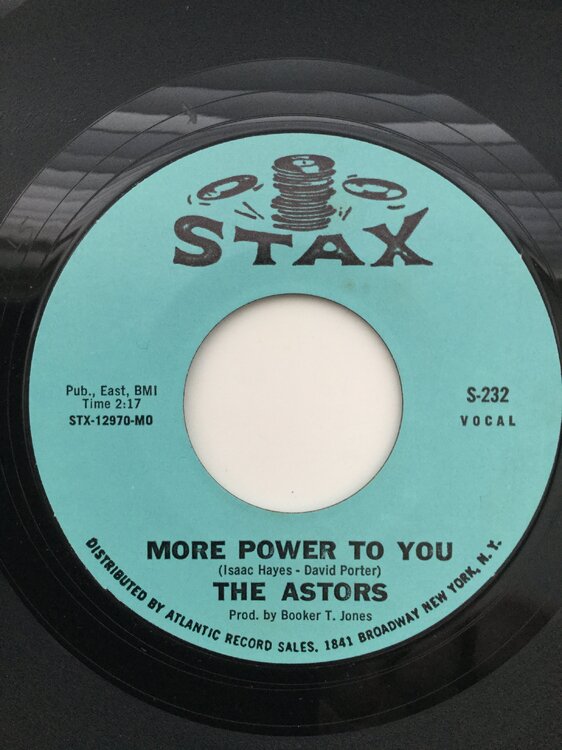 STAX
Pub., East, BMI
Time 2:17
STX-12970-MO
S-232
VOCAL
MORE POWER TO YOU
(Isaac Hayes - David Porter)
THE ASTORS
Prod. by Booker T. Jones
DISTRIBUTED BY ATLANTIC RECORD SALES. 1841 BROADWAY NEW YORK, N. Y.